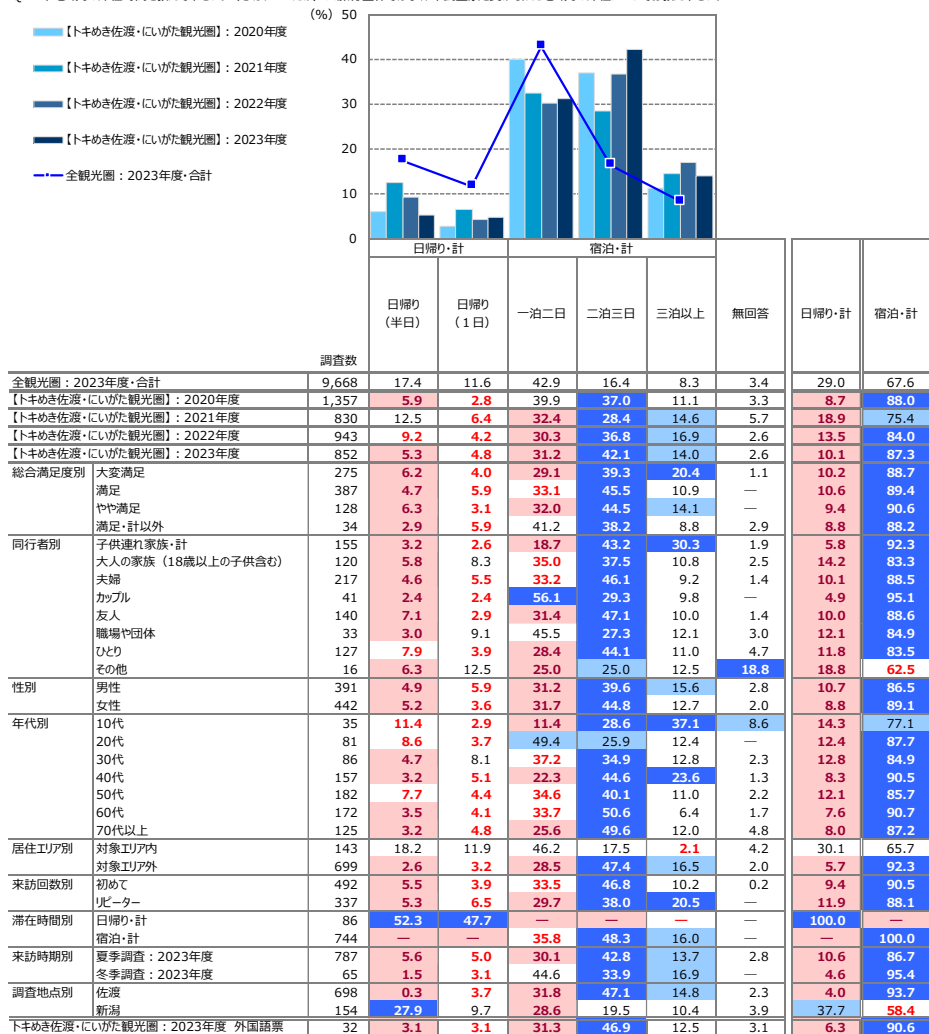 (%)
50
40
30
20
10
0
【トキめき佐渡・にいがた観光圏】：2020年度
【トキめき佐渡・にいがた観光圏】：2021年度
【トキめき佐渡・にいがた観光圏】：2022年度
【トキめき佐渡・にいがた観光圏】：2023年度
全観光圏：2023年度・合計
日帰り・計 宿泊・計
調査数 日帰り（半日） 日帰り（1日） 一泊二日 二泊三日 三泊以上 無回答 日帰り・計 宿泊・計
全観光圏：2023年度・合計 9,668 17.4 11.6 42.9 16.4 8.3 3.4 29.0 67.6
【トキめき佐渡・にいがた観光圏】：2020年度 1,357 5.9 2.8 39.9 37.0 11.1 3.3 8.7 88.0
【トキめき佐渡・にいがた観光圏】：2021年度 830 12.5 6.4 32.4 28.4 14.6 5.7 18.9 75.4
【トキめき佐渡・にいがた観光圏】：2022年度 943 9.2 4.2 30.3 36.8 16.9 2.6 13.5 84.0
【トキめき佐渡・にいがた観光圏】：2023年度 852 5.3 4.8 31.2 42.1 14.0 2.6 10.1 87.3
総合満足度別 大変満足 275 6.2 4.0 29.1 39.3 20.4 1.1 10.2 88.7
満足 387 4.7 5.9 33.1 45.5 10.9 — 10.6 89.4
やや満足 128 6.3 3.1 32.0 44.5 14.1 — 9.4 90.6
満足・計以外 34 2.9 5.9 41.2 38.2 8.8 2.9 8.8 88.2
同行者別 子供連れ家族・計 155 3.2 2.6 18.7 43.2 30.3 1.9 5.8 92.3
大人の家族（18歳以上の子供含む） 120 5.8 8.3 35.0 37.5 10.8 2.5 14.2 83.3
夫婦 217 4.6 5.5 33.2 46.1 9.2 1.4 10.1 88.5
カップル 41 2.4 2.4 56.1 29.3 9.8 — 4.9 95.1
友人 140 7.1 2.9 31.4 47.1 10.0 1.4 10.0 88.6
職場や団体 33 3.0 9.1 45.5 27.3 12.1 3.0 12.1 84.9
ひとり 127 7.9 3.9 28.4 44.1 11.0 4.7 11.8 83.5
その他 16 6.3 12.5 25.0 25.0 12.5 18.8 18.8 62.5
性別 男性 391 4.9 5.9 31.2 39.6 15.6 2.8 10.7 86.5
女性 442 5.2 3.6 31.7 44.8 12.7 2.0 8.8 89.1
年代別 10代 35 11.4 2.9 11.4 28.6 37.1 8.6 14.3 77.1
20代 81 8.6 3.7 49.4 25.9 12.4 — 12.4 87.7
30代 86 4.7 8.1 37.2 34.9 12.8 2.3 12.8 84.9
40代 157 3.2 5.1 22.3 44.6 23.6 1.3 8.3 90.5
50代 182 7.7 4.4 34.6 40.1 11.0 2.2 12.1 85.7
60代 172 3.5 4.1 33.7 50.6 6.4 1.7 7.6 90.7
70代以上 125 3.2 4.8 25.6 49.6 12.0 4.8 8.0 87.2
居住エリア別 対象エリア内 143 18.2 11.9 46.2 17.5 2.1 4.2 30.1 65.7
対象エリア外 699 2.6 3.2 28.5 47.4 16.5 2.0 5.7 92.3
来訪回数別 初めて 492 5.5 3.9 33.5 46.8 10.2 0.2 9.4 90.5
リピーター 337 5.3 6.5 29.7 38.0 20.5 — 11.9 88.1
滞在時間別 日帰り・計 86 52.3 47.7 — — — — 100.0 —
宿泊・計 744 — — 35.8 48.3 16.0 — — 100.0
来訪時期別 夏季調査：2023年度 787 5.6 5.0 30.1 42.8 13.7 2.8 10.6 86.7
冬季調査：2023年度 65 1.5 3.1 44.6 33.9 16.9 — 4.6 95.4
調査地点別 佐渡 698 0.3 3.7 31.8 47.1 14.8 2.3 4.0 93.7
新潟 154 27.9 9.7 28.6 19.5 10.4 3.9 37.7 58.4
トキめき佐渡・にいがた観光圏：2023年度 外国語票 32 3.1 3.1 31.3 46.9 12.5 3.1 6.3 90.6